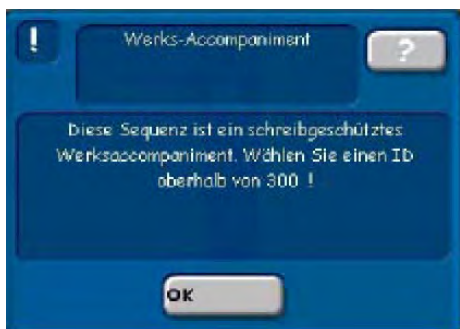 !
Werks-Accompaniment
?
Diese Sequenz ist ein schreibgeschütztes
Werksaccompaniment. Wählen Sie einen ID
oberhalb von 300 !
OK